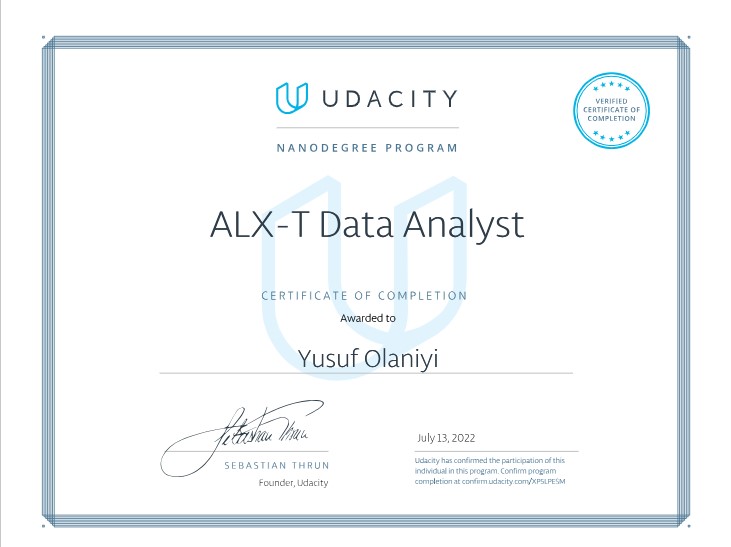 UDACITY
VERIFIED
CERTIFICATE OF
COMPLETION
NANODEGREE PROGRAM
ALX-T Data Analyst
CERTIFICATE OF COMPLETION
Awarded to
Yusuf Olaniyi
Sebastian Thrun
SEBASTIAN THRUN
Founder, Udacity
July 13, 2022
Udacity has confirmed the participation of this
individual in this program. Confirm program
completion at confirm.udacity.com/XPSLPESM